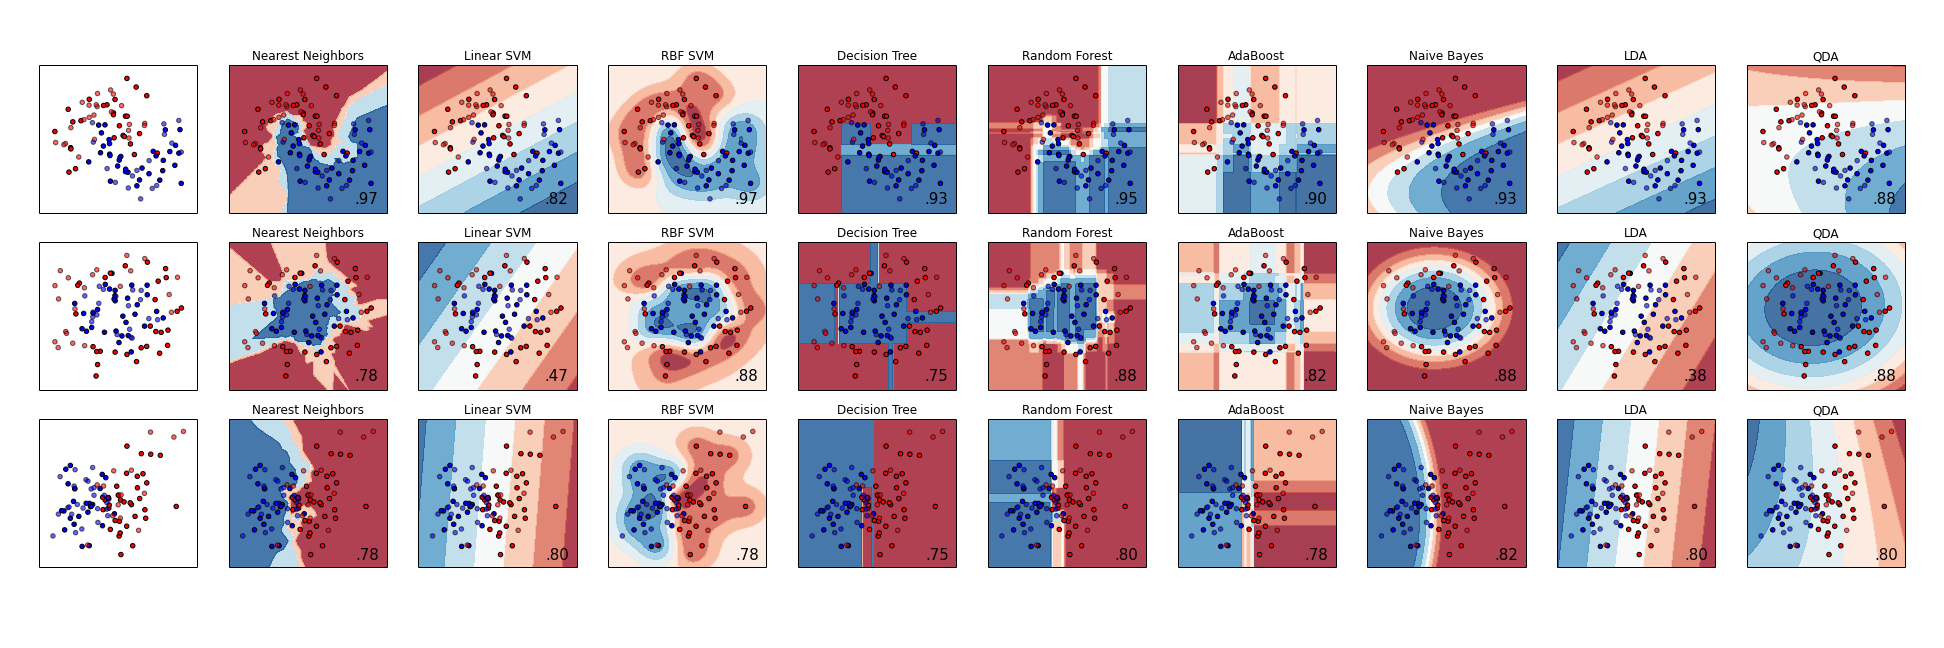 Nearest Neighbors Linear SVM RBF SVM Decision Tree Random Forest AdaBoost Naive Bayes LDA QDA
.97 .82 .97 .93 .95 .90 .93 .93 .88
Nearest Neighbors Linear SVM RBF SVM Decision Tree Random Forest AdaBoost Naive Bayes LDA QDA
.78 .47 .88 .75 .88 .82 .88 .38 .88
Nearest Neighbors Linear SVM RBF SVM Decision Tree Random Forest AdaBoost Naive Bayes LDA QDA
.78 .80 .78 .75 .80 .78 .82 .80 .80